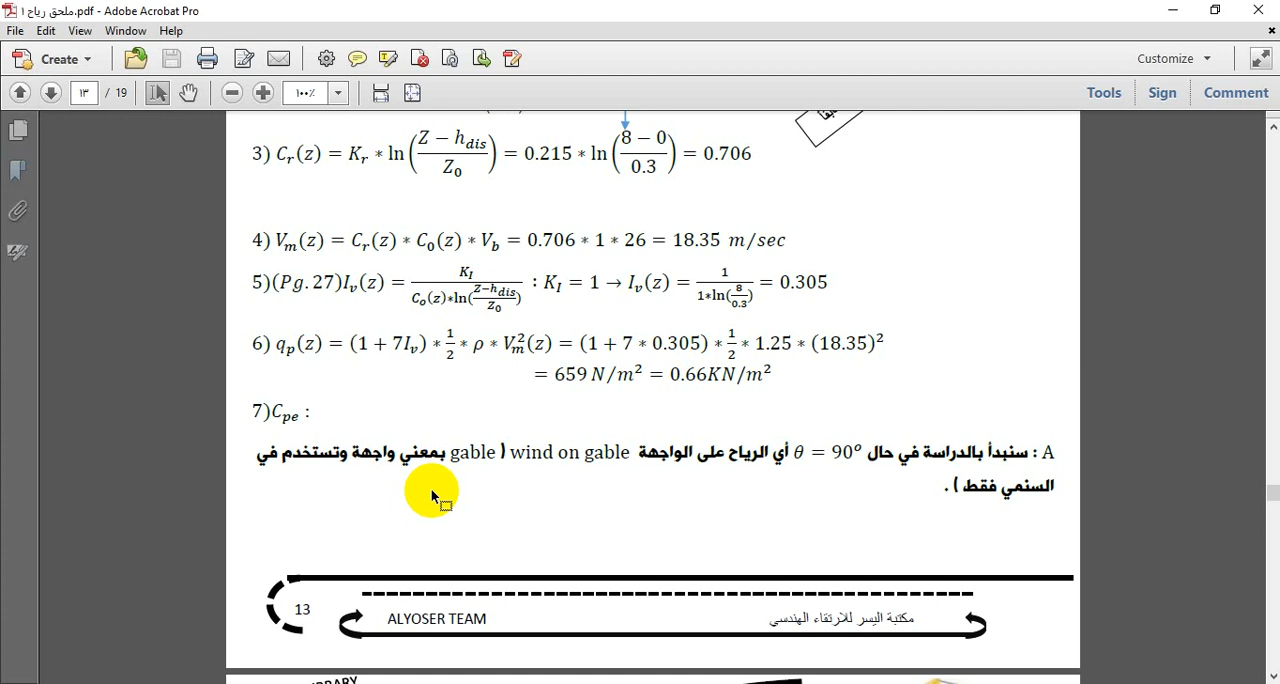 ملحق رياح ١.pdf - Adobe Acrobat Pro
File Edit View Window Help
Create Customize
١٣ / 19 ١٠٠٪ Tools Sign Comment
3) C_r(z) = K_r * ln((Z − h_dis)/Z_0) = 0.215 * ln((8 − 0)/0.3) = 0.706
4) V_m(z) = C_r(z) * C_0(z) * V_b = 0.706 * 1 * 26 = 18.35 m/sec
5)(Pg. 27)I_v(z) = K_I/(C_o(z)*ln((Z−h_dis)/Z_0)) : K_I = 1 → I_v(z) = 1/(1*ln(8/0.3)) = 0.305
6) q_p(z) = (1 + 7I_v) * 1/2 * ρ * V_m²(z) = (1 + 7 * 0.305) * 1/2 * 1.25 * (18.35)²
= 659 N/m² = 0.66KN/m²
7)C_pe :
A : سنبدأ بالدراسة في حال θ = 90° أي الرياح على الواجهة wind on gable ( gable بمعني واجهة وتستخدم في
السنمي فقط ) .
13
ALYOSER TEAM مكتبة اليسر للارتقاء الهندسي